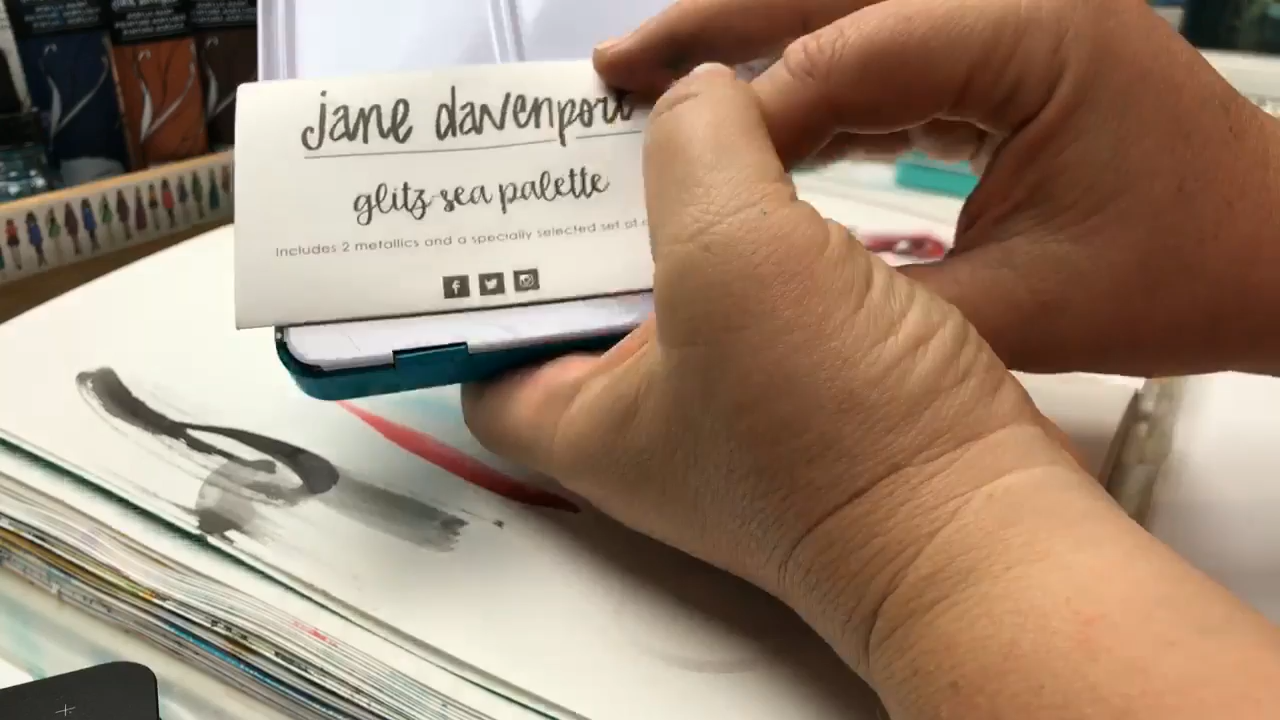 jane davenport
glitz sea palette
Includes 2 metallics and a specially selected set of